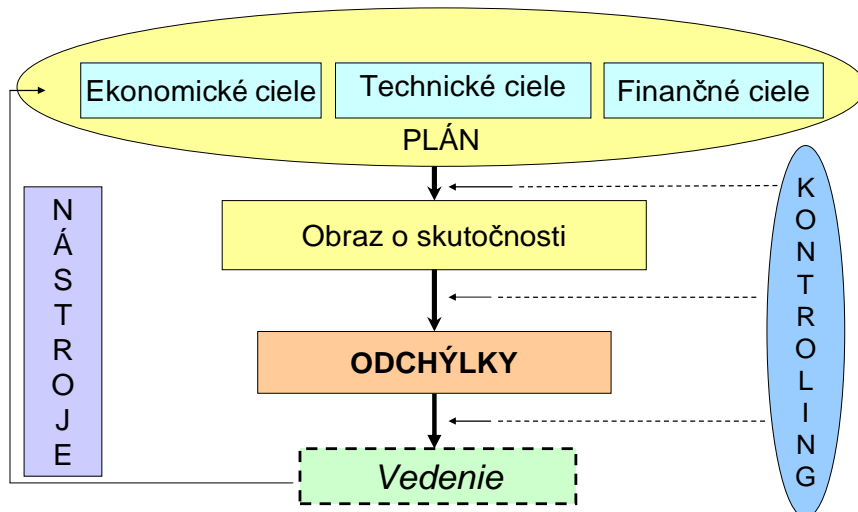 Ekonomické ciele
Technické ciele
Finančné ciele
PLÁN
Obraz o skutočnosti
ODCHÝLKY
Vedenie
NÁSTROJE
KONTROLING